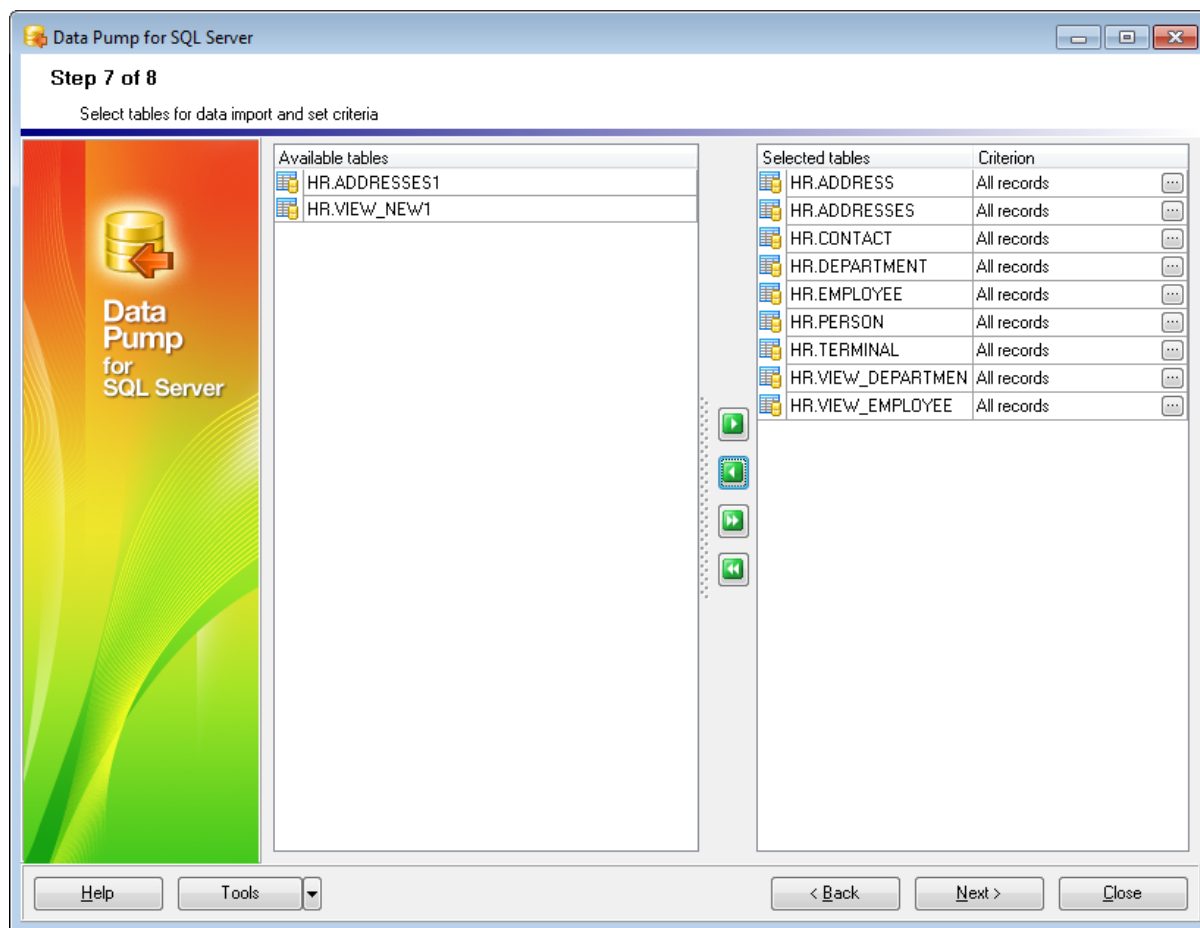 Data Pump for SQL Server
Step 7 of 8
Select tables for data import and set criteria
Data
Pump
for
SQL Server
Available tables
HR.ADDRESSES1
HR.VIEW_NEW1
Selected tables Criterion
HR.ADDRESS All records
HR.ADDRESSES All records
HR.CONTACT All records
HR.DEPARTMENT All records
HR.EMPLOYEE All records
HR.PERSON All records
HR.TERMINAL All records
HR.VIEW_DEPARTMEN All records
HR.VIEW_EMPLOYEE All records
Help Tools < Back Next > Close